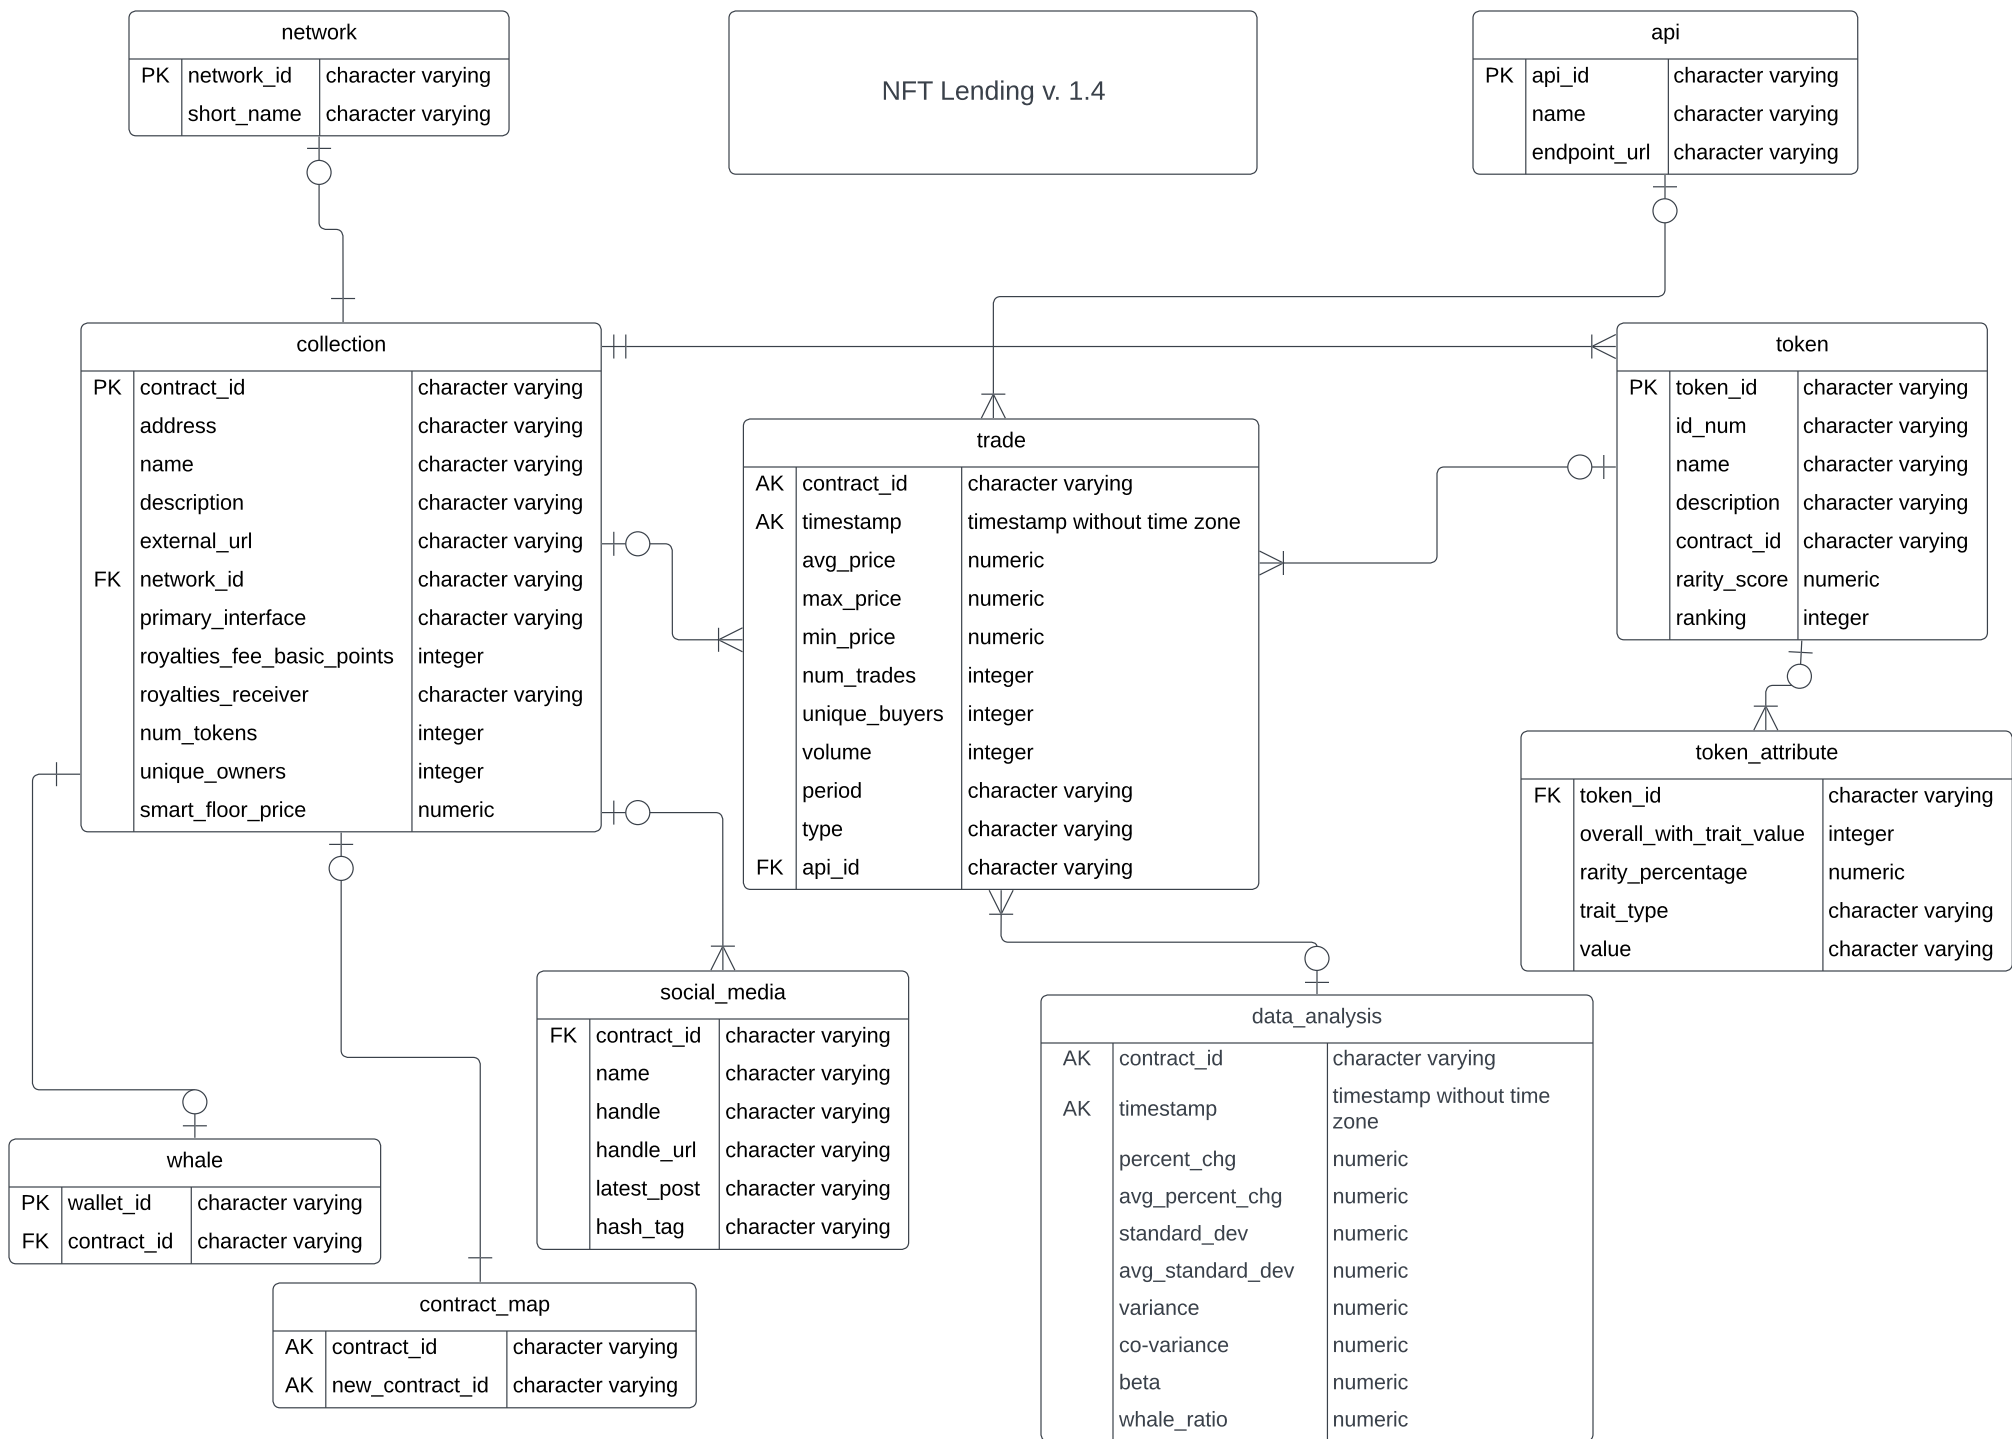 network
PK network_id character varying
short_name character varying
NFT Lending v. 1.4
api
PK api_id character varying
name character varying
endpoint_url character varying
collection
PK contract_id character varying
address character varying
name character varying
description character varying
external_url character varying
FK network_id character varying
primary_interface character varying
royalties_fee_basic_points integer
royalties_receiver character varying
num_tokens integer
unique_owners integer
smart_floor_price numeric
trade
AK contract_id character varying
AK timestamp timestamp without time zone
avg_price numeric
max_price numeric
min_price numeric
num_trades integer
unique_buyers integer
volume integer
period character varying
type character varying
FK api_id character varying
token
PK token_id character varying
id_num character varying
name character varying
description character varying
contract_id character varying
rarity_score numeric
ranking integer
token_attribute
FK token_id character varying
overall_with_trait_value integer
rarity_percentage numeric
trait_type character varying
value character varying
social_media
FK contract_id character varying
name character varying
handle character varying
handle_url character varying
latest_post character varying
hash_tag character varying
data_analysis
AK contract_id character varying
AK timestamp timestamp without time
zone
percent_chg numeric
avg_percent_chg numeric
standard_dev numeric
avg_standard_dev numeric
variance numeric
co-variance numeric
beta numeric
whale_ratio numeric
whale
PK wallet_id character varying
FK contract_id character varying
contract_map
AK contract_id character varying
AK new_contract_id character varying